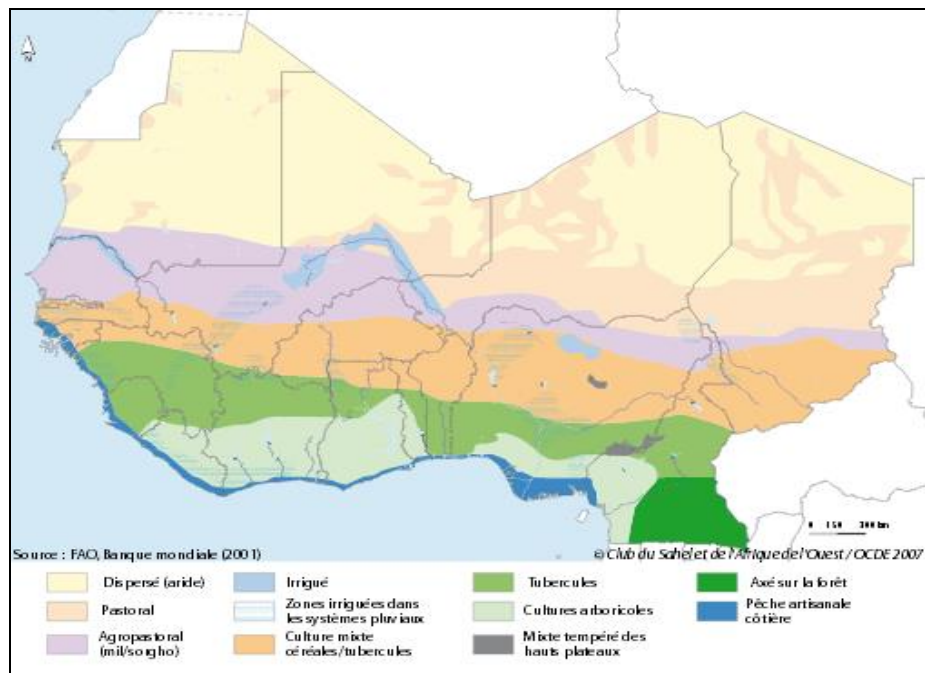 N
0 150 300 km
Source : FAO, Banque mondiale (2001)
© Club du Sahel et de l'Afrique de l'Ouest / OCDE 2007
Dispersé (aride)
Pastoral
Agropastoral
(mil/sorgho)
Irrigué
Zones irriguées dans
les systèmes pluviaux
Culture mixte
céréales/tubercules
Tubercules
Cultures arboricoles
Mixte tempéré des
hauts plateaux
Axé sur la forêt
Pêche artisanale
côtière